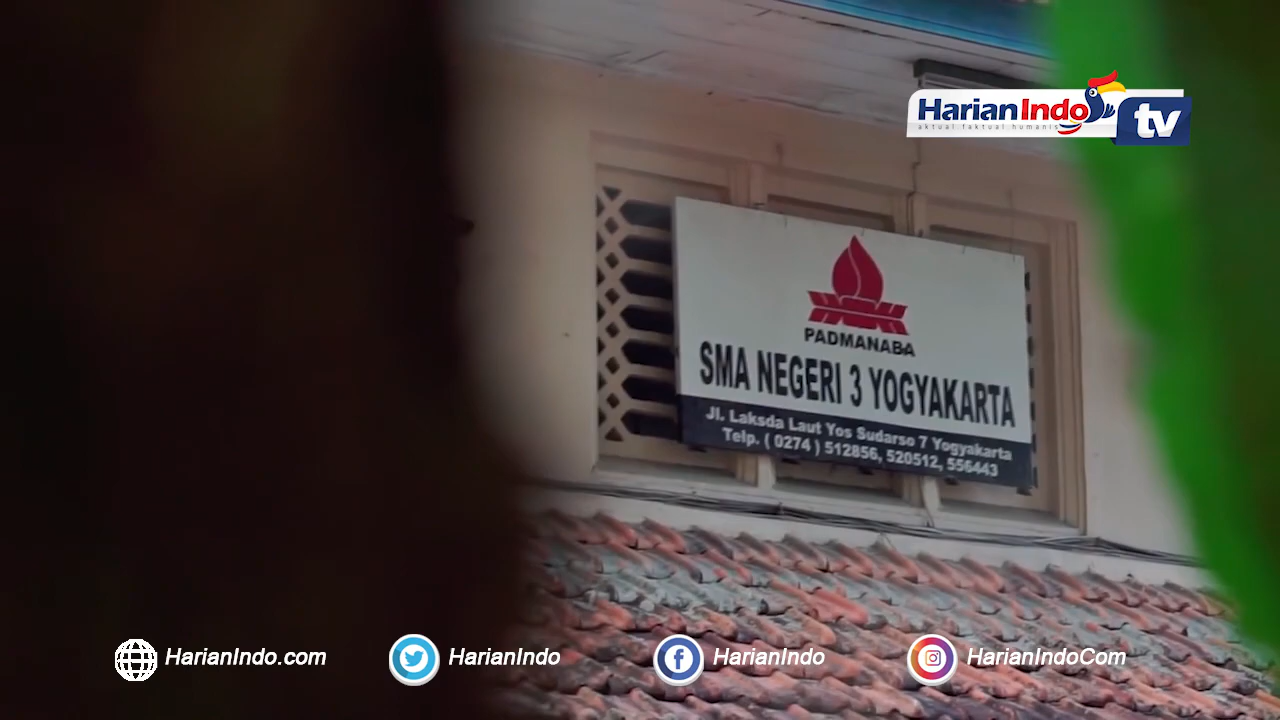 HarianIndo tv
aktual faktual humanis
PADMANABA
SMA NEGERI 3 YOGYAKARTA
Jl. Laksda Laut Yos Sudarso 7 Yogyakarta
Telp. ( 0274 ) 512856, 520512, 556443
HarianIndo.com
HarianIndo
HarianIndo
HarianIndoCom